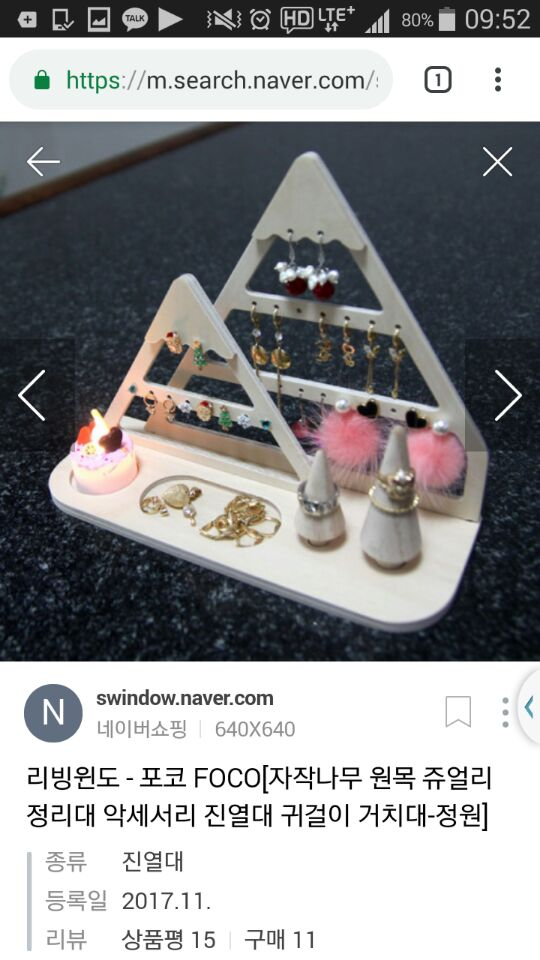 TALK HD LTE+ 80% 09:52
https://m.search.naver.com/s
1
N
swindow.naver.com
네이버쇼핑 | 640X640
리빙윈도 - 포코 FOCO[자작나무 원목 쥬얼리
정리대 악세서리 진열대 귀걸이 거치대-정원]
종류 진열대
등록일 2017.11.
리뷰 상품평 15 | 구매 11